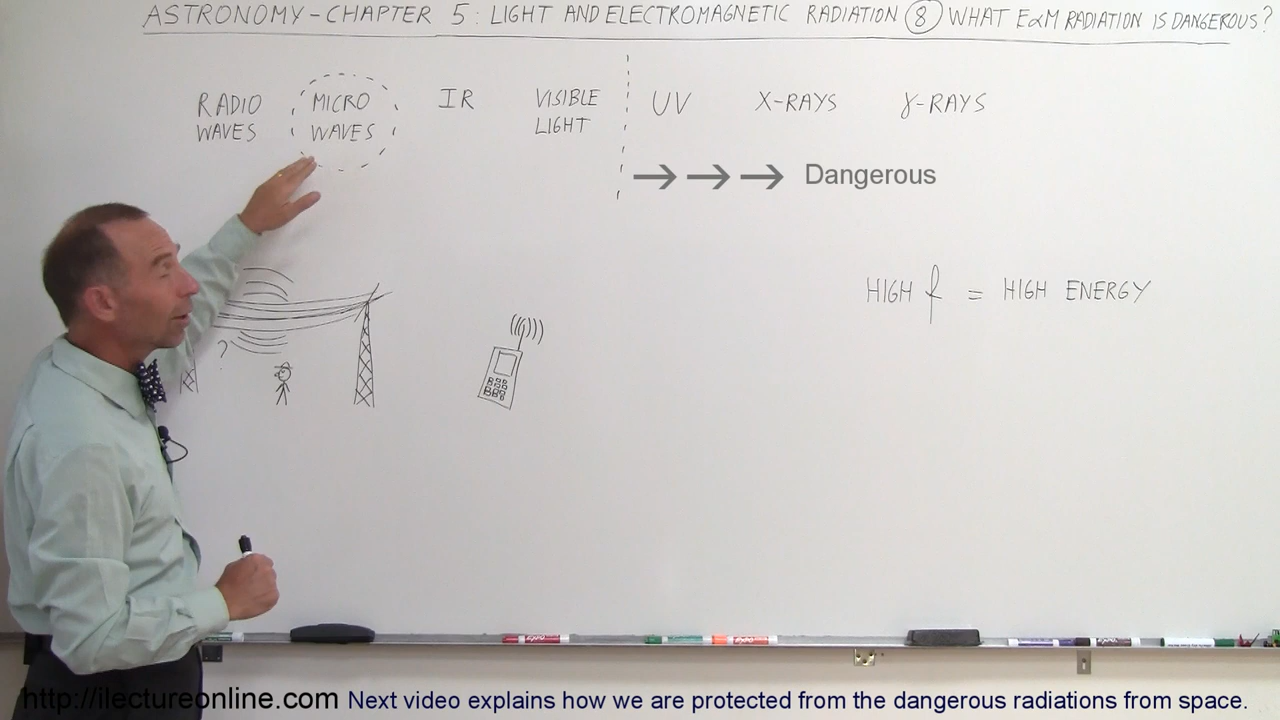 ASTRONOMY - CHAPTER 5: LIGHT AND ELECTROMAGNETIC RADIATION ⑧ WHAT E&M RADIATION IS DANGEROUS?
RADIO WAVES
MICRO WAVES
IR
VISIBLE LIGHT
UV
X-RAYS
γ-RAYS
→ → → Dangerous
HIGH f = HIGH ENERGY
?
http://ilectureonline.com Next video explains how we are protected from the dangerous radiations from space.